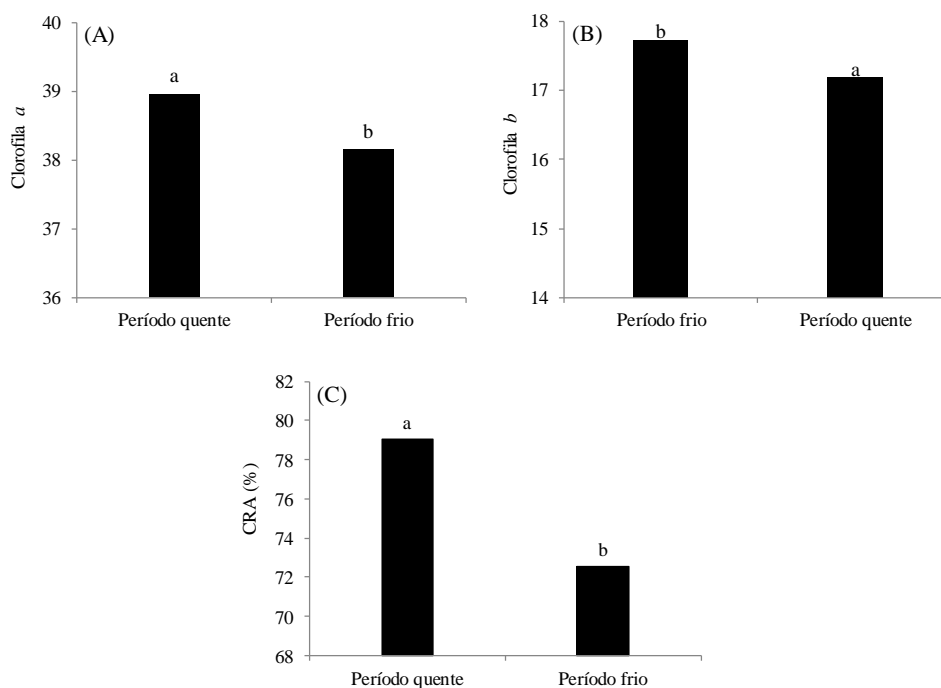 (A)
Clorofila a
40
39
38
37
36
a
b
Período quente
Período frio
(B)
Clorofila b
18
17
16
15
14
b
a
Período frio
Período quente
(C)
CRA (%)
82
80
78
76
74
72
70
68
a
b
Período quente
Período frio